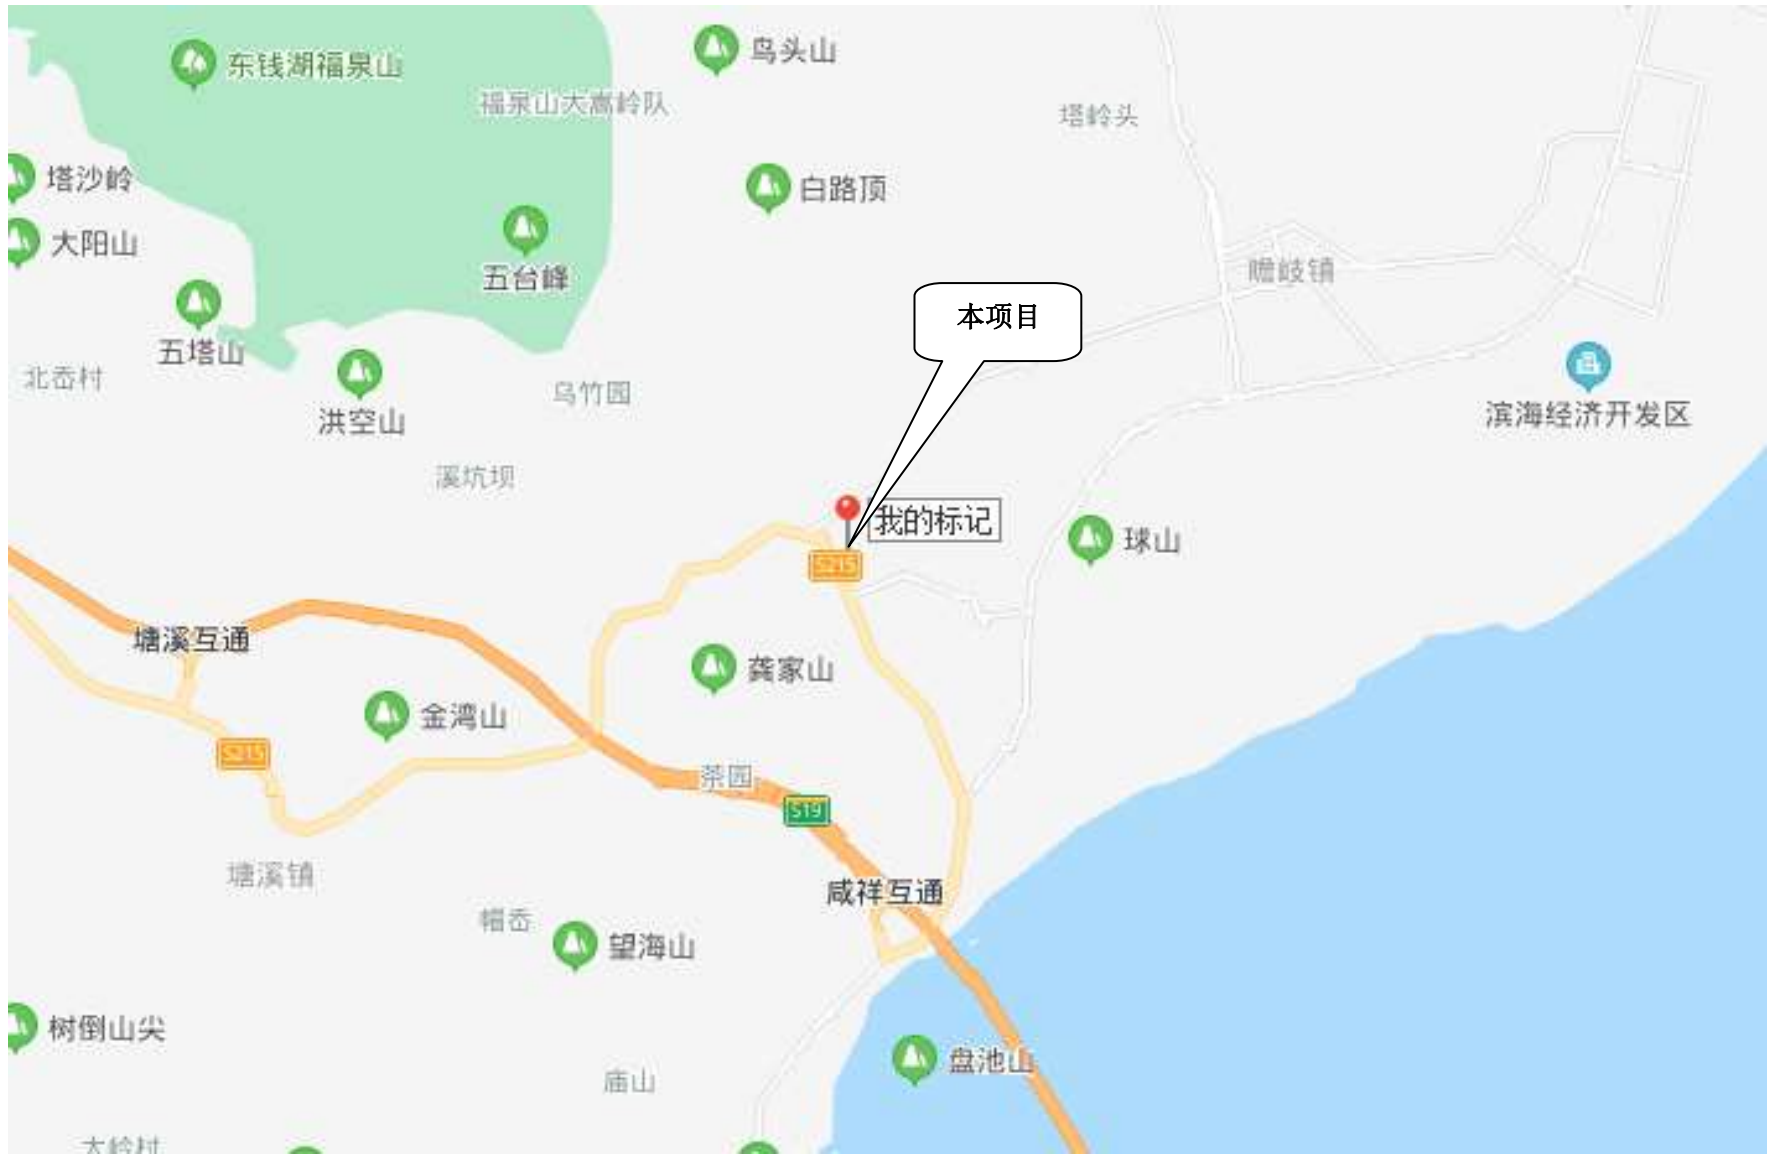 鸟头山
东钱湖福泉山
福泉山大嵩岭队
塔岭头
塔沙岭
白路顶
大阳山
五台峰
瞻岐镇
本项目
五塔山
北岙村
乌竹园
洪空山
滨海经济开发区
溪坑坝
我的标记
球山
S215
塘溪互通
龚家山
金湾山
S215
茶园
S19
塘溪镇
咸祥互通
帽岙
望海山
树倒山尖
盘池山
庙山